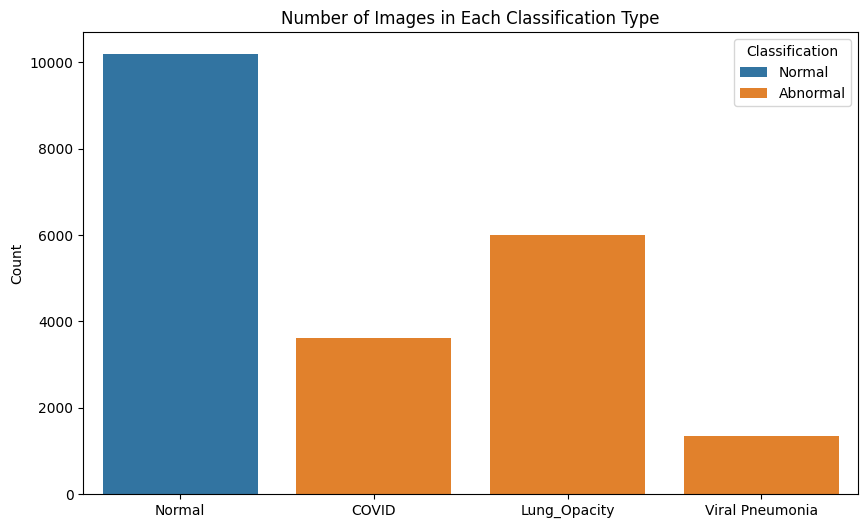 Number of Images in Each Classification Type
Classification
Normal
Abnormal
Count
10000
8000
6000
4000
2000
0
Normal COVID Lung_Opacity Viral Pneumonia